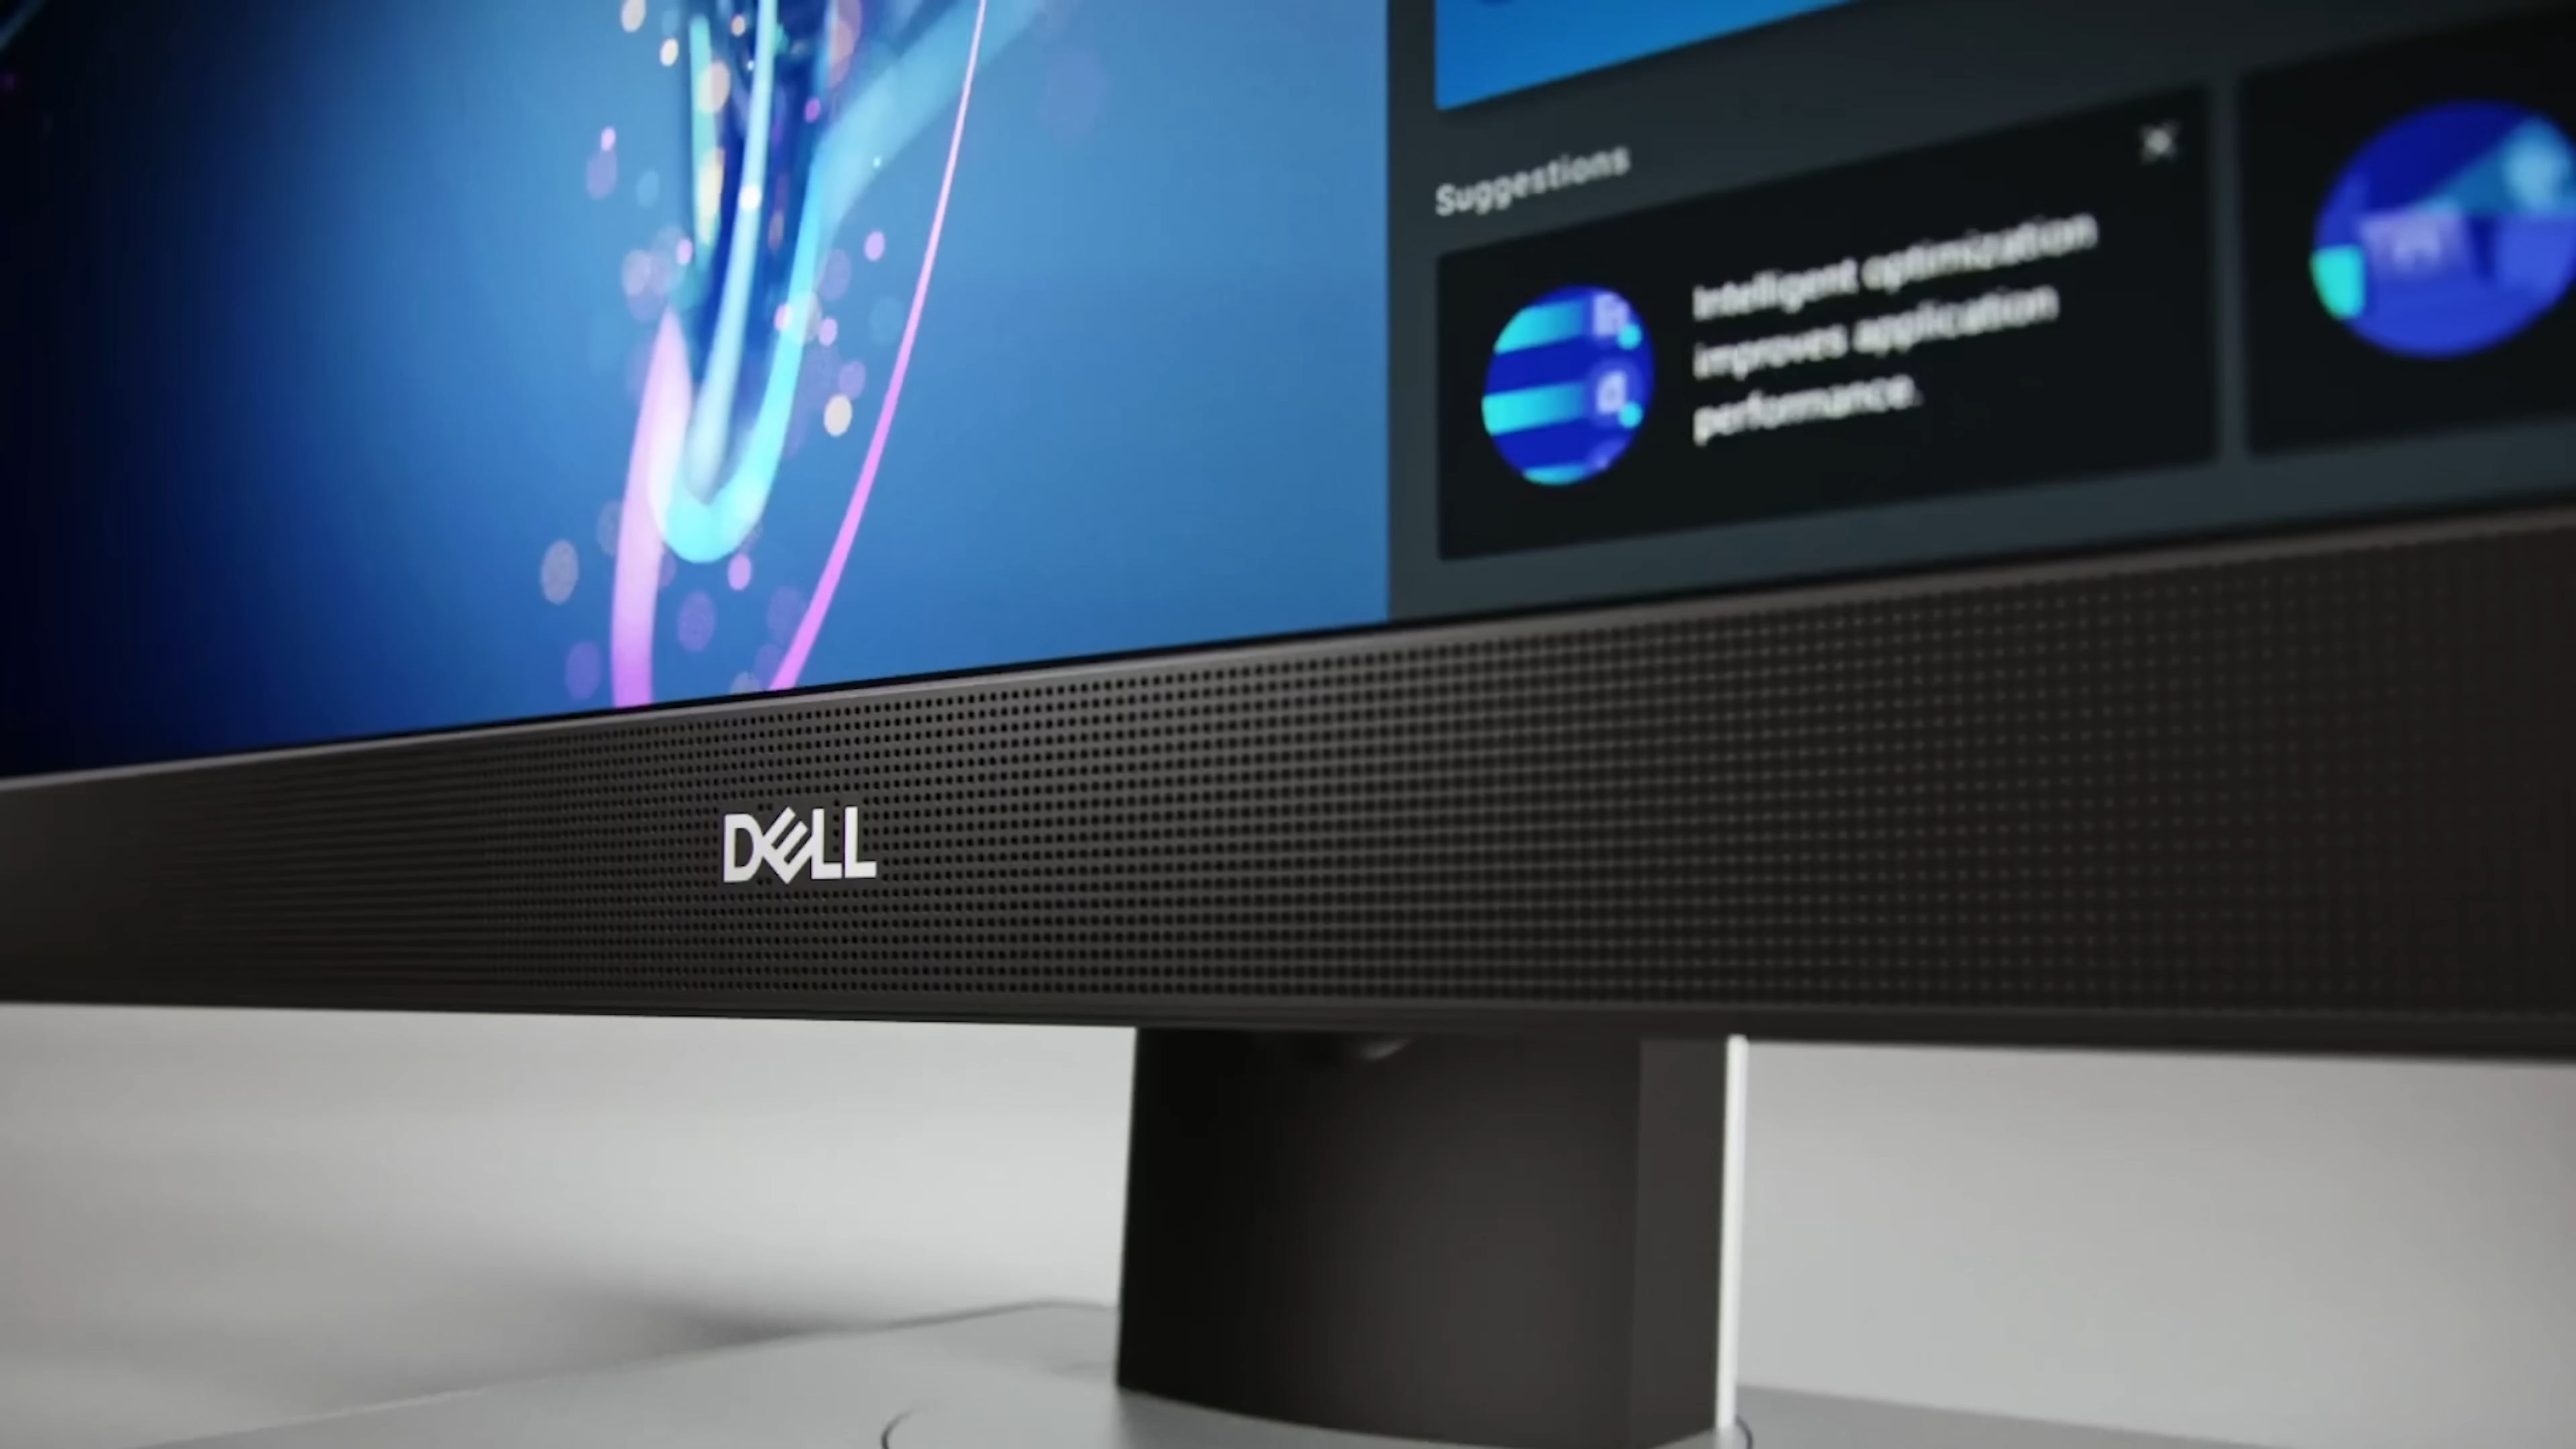 Suggestions
Intelligent optimization
improves application
performance.
DELL